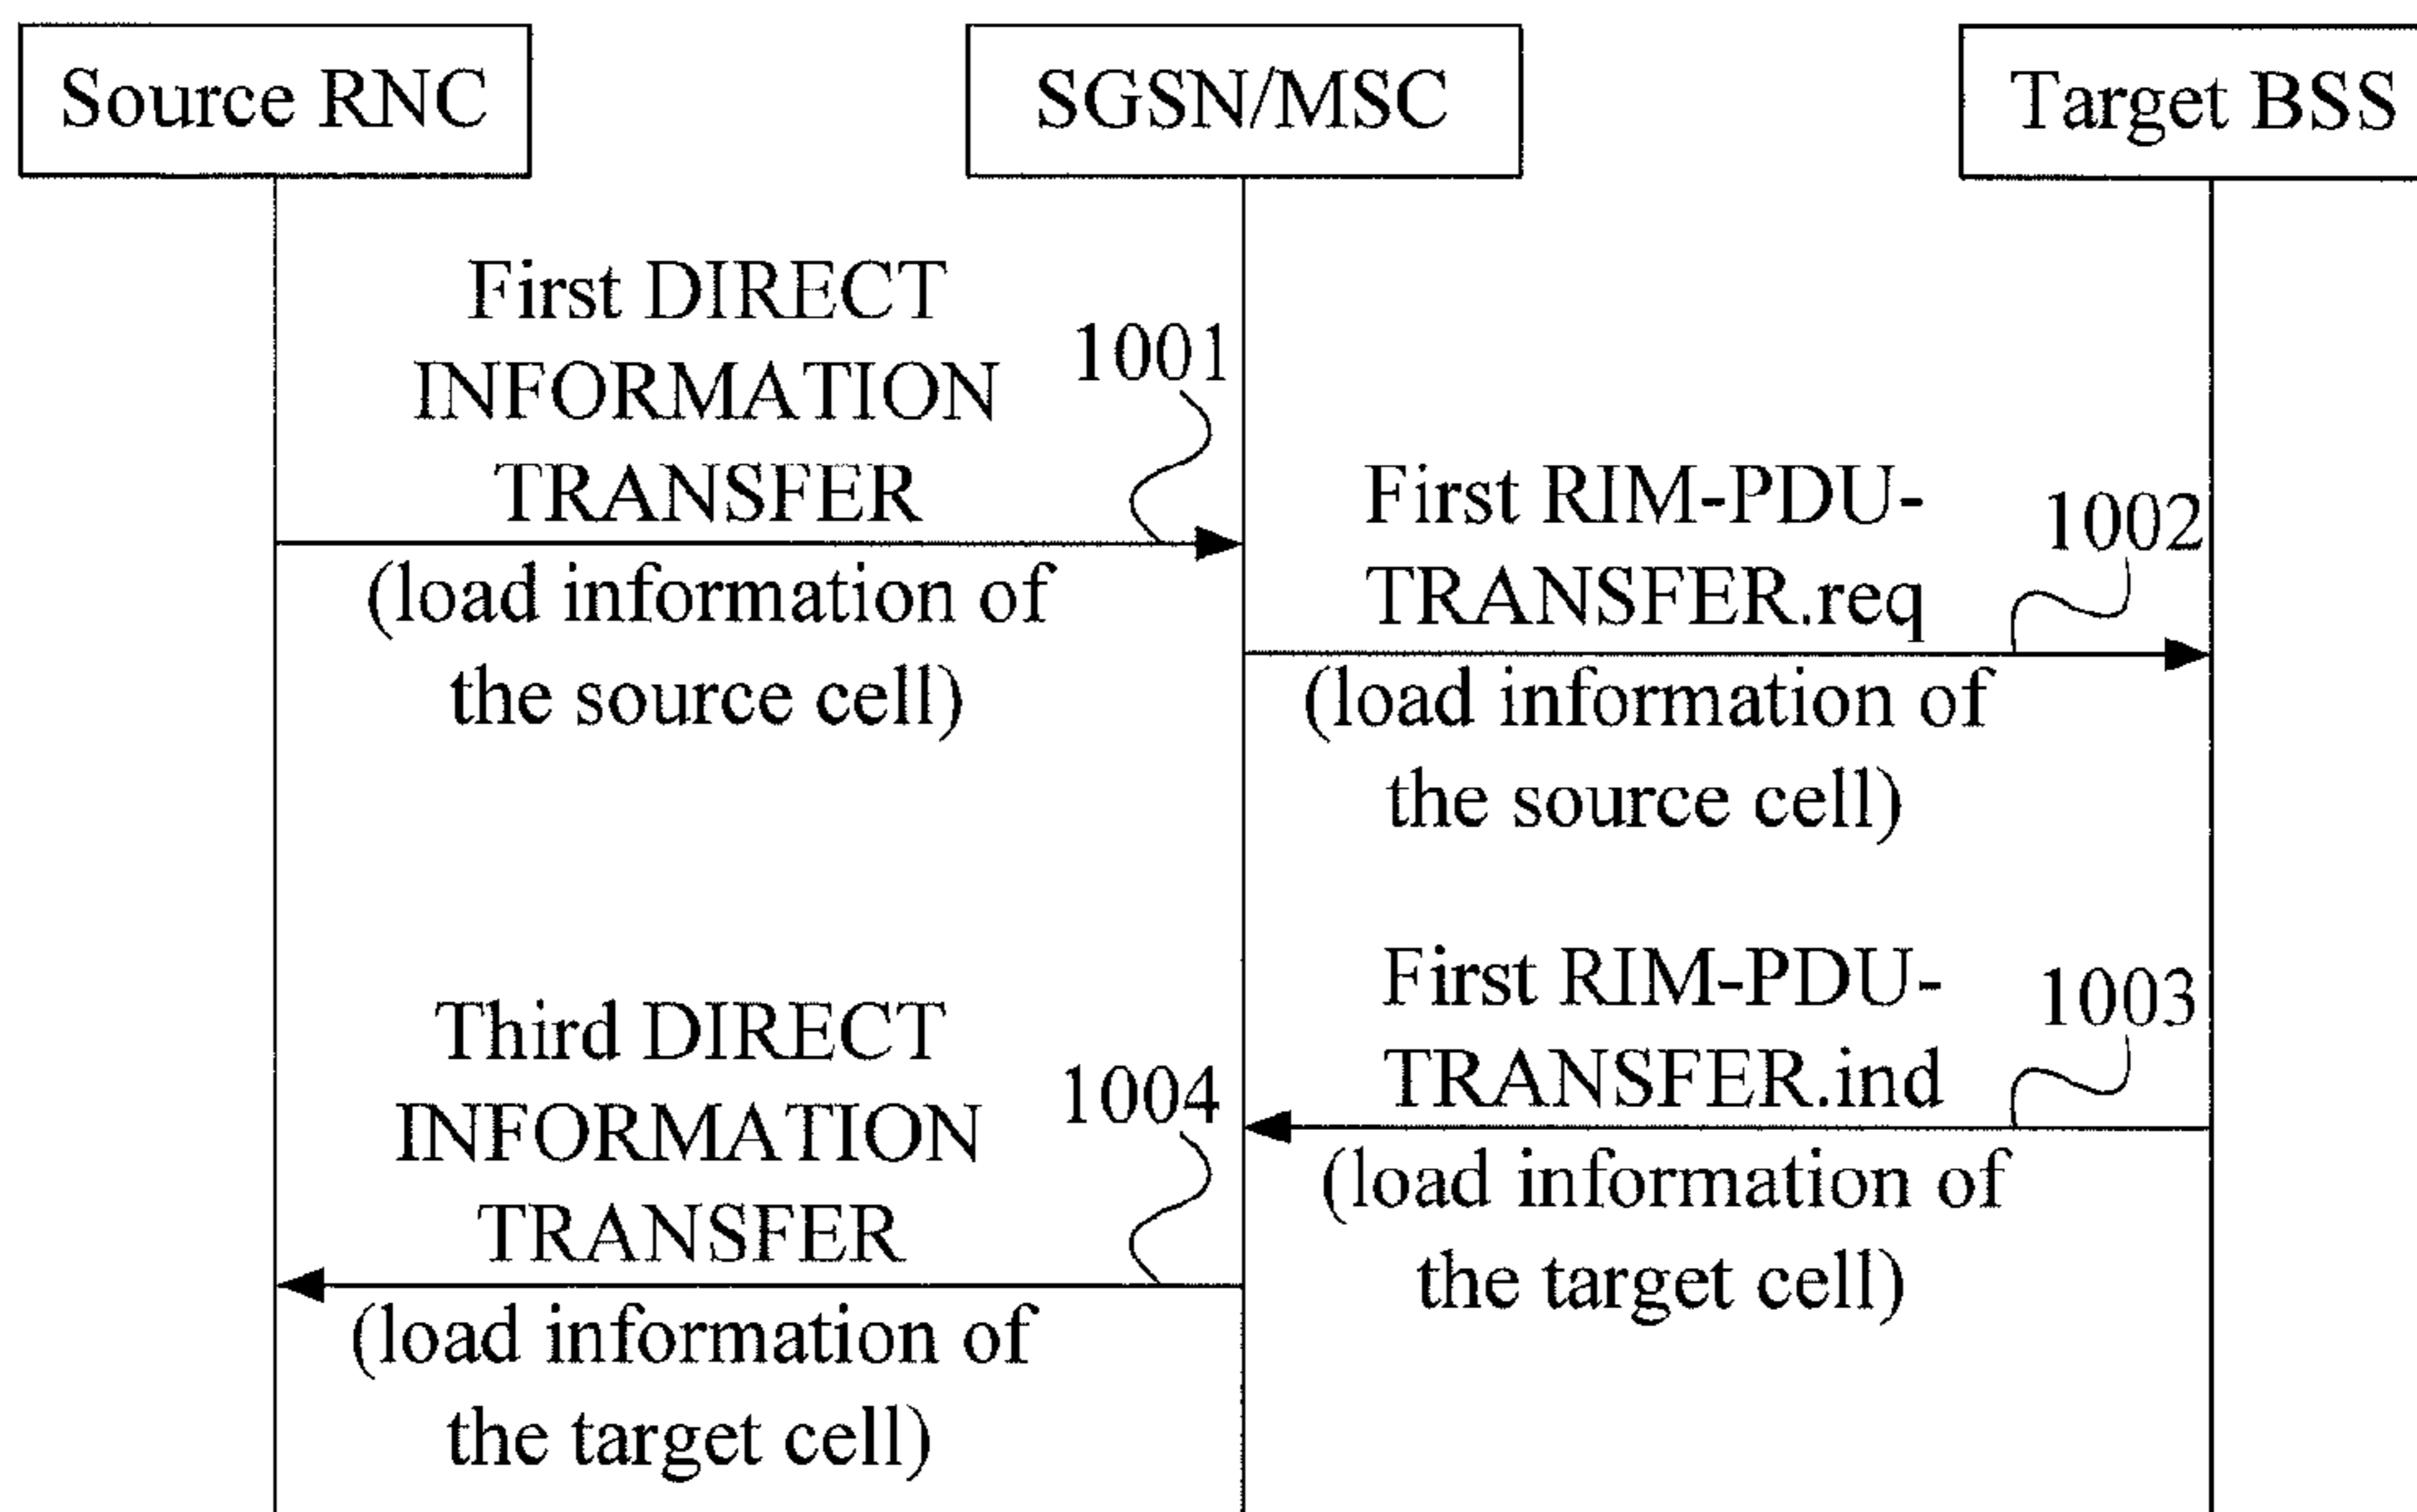 Source RNC
SGSN/MSC
Target BSS
First DIRECT
INFORMATION
TRANSFER
1001
(load information of
the source cell)
First RIM-PDU-
TRANSFER.req
1002
(load information of
the source cell)
First RIM-PDU-
TRANSFER.ind
1003
(load information of
the target cell)
Third DIRECT
INFORMATION
TRANSFER
1004
(load information of
the target cell)